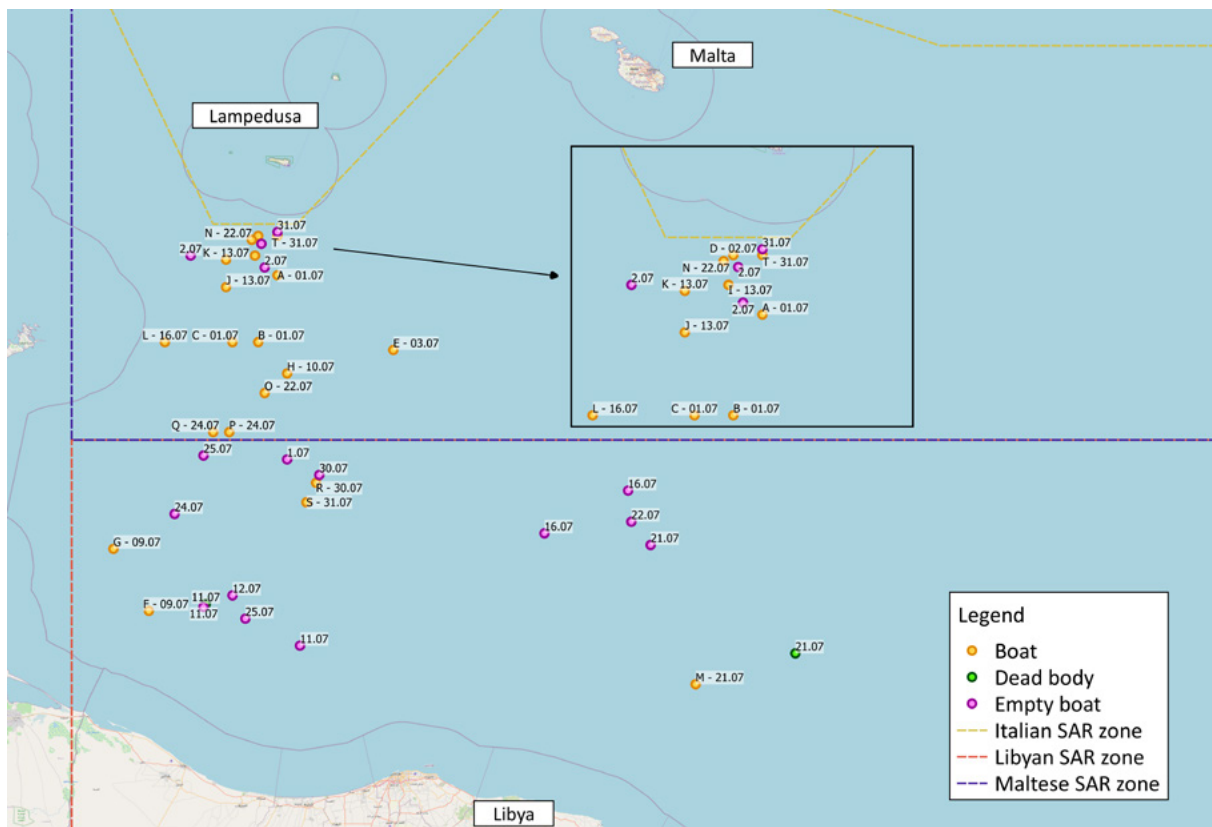 Malta
Lampedusa
31.07
N - 22.07
T - 31.07
2.07
K - 13.07
2.07
A - 01.07
J - 13.07
L - 16.07
C - 01.07
B - 01.07
E - 03.07
H - 10.07
O - 22.07
Q - 24.07
P - 24.07
31.07
D - 02.07
T - 31.07
N - 22.07
2.07
2.07
K - 13.07
I - 13.07
2.07
A - 01.07
J - 13.07
L - 16.07
C - 01.07
B - 01.07
25.07
1.07
30.07
R - 30.07
S - 31.07
24.07
G - 09.07
16.07
16.07
22.07
21.07
11.07
12.07
F - 09.07
11.07
25.07
11.07
21.07
M - 21.07
Legend
Boat
Dead body
Empty boat
Italian SAR zone
Libyan SAR zone
Maltese SAR zone
Libya